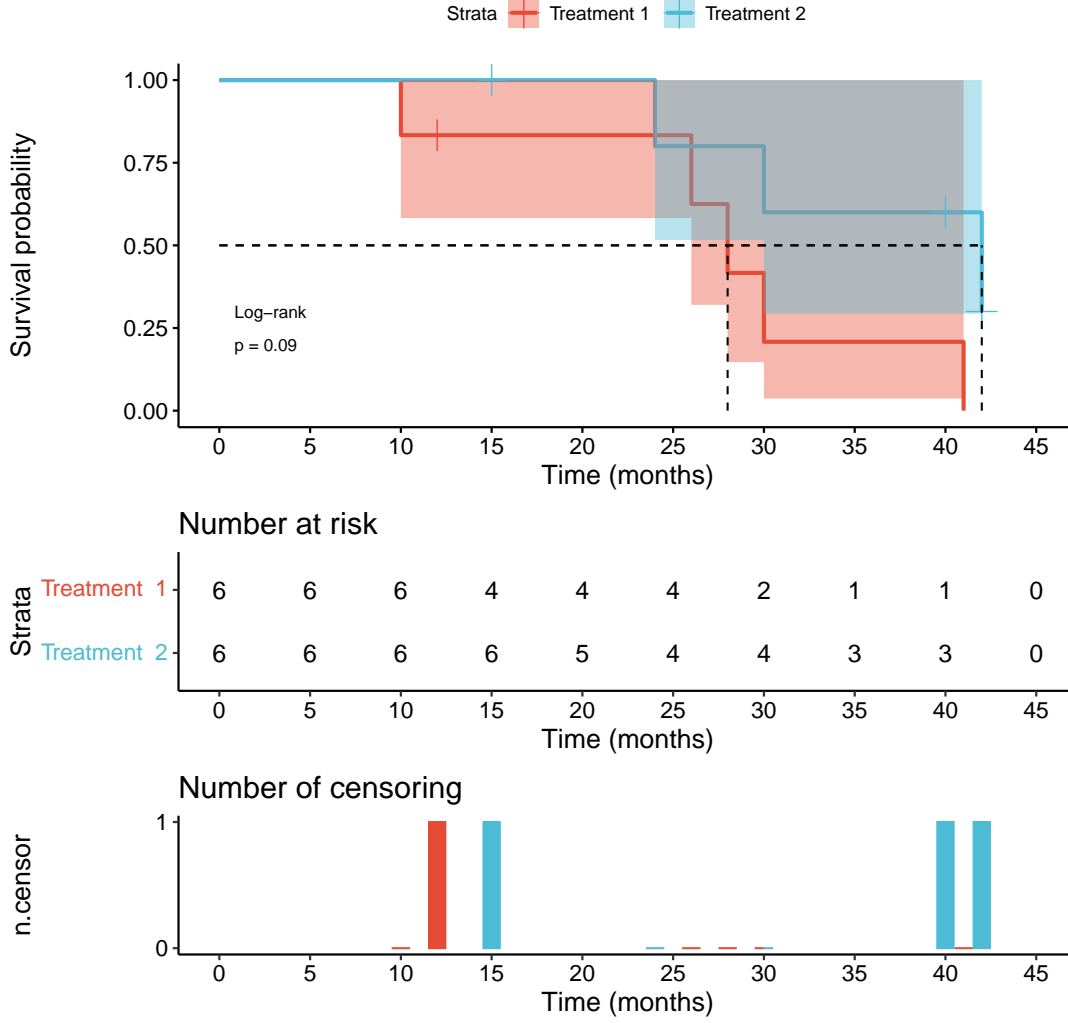 Strata Treatment 1 Treatment 2
Survival probability
1.00
0.75
0.50
0.25
0.00
Log−rank
p = 0.09
0 5 10 15 20 25 30 35 40 45
Time (months)
Number at risk
Strata
Treatment 1 6 6 6 4 4 4 2 1 1 0
Treatment 2 6 6 6 6 5 4 4 3 3 0
0 5 10 15 20 25 30 35 40 45
Time (months)
Number of censoring
n.censor
1
0
0 5 10 15 20 25 30 35 40 45
Time (months)